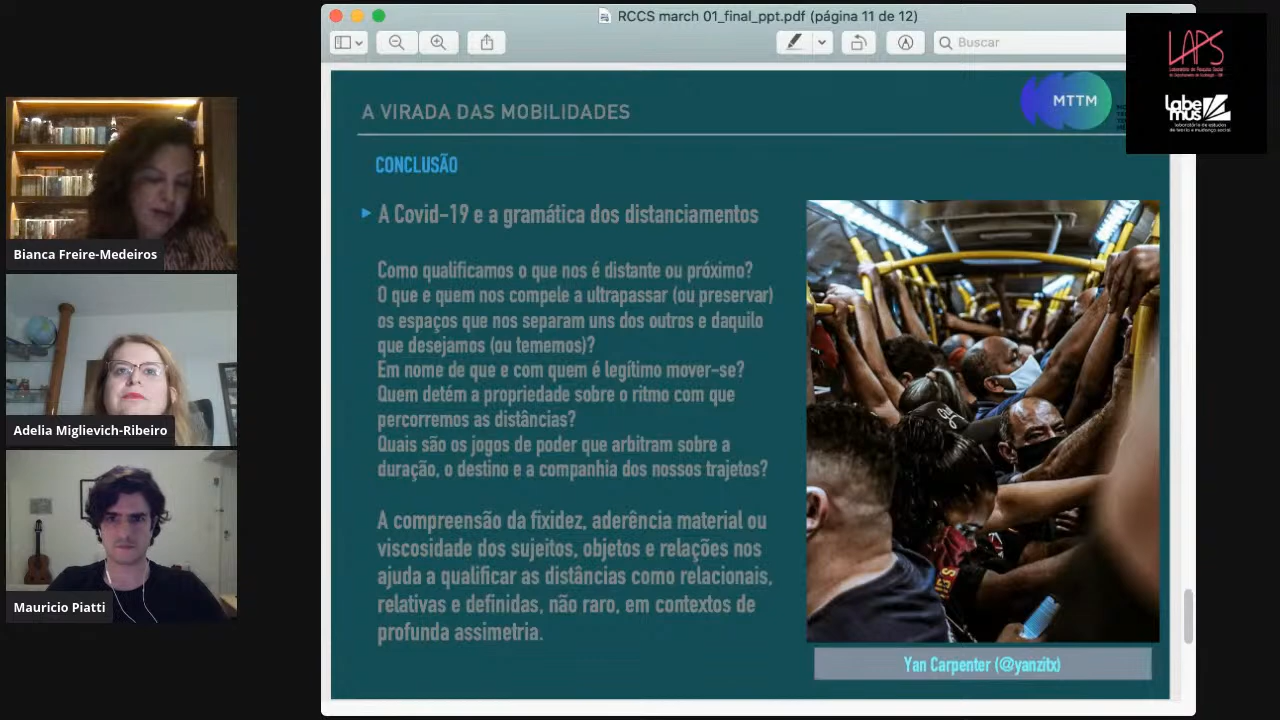 RCCS march 01_final_ppt.pdf (página 11 de 12)
Buscar
LAPS
labe
mus
A VIRADA DAS MOBILIDADES
MTTM
CONCLUSÃO
A Covid-19 e a gramática dos distanciamentos
Como qualificamos o que nos é distante ou próximo?
O que e quem nos compele a ultrapassar (ou preservar)
os espaços que nos separam uns dos outros e daquilo
que desejamos (ou tememos)?
Em nome de que e com quem é legítimo mover-se?
Quem detém a propriedade sobre o ritmo com que
percorremos as distâncias?
Quais são os jogos de poder que arbitram sobre a
duração, o destino e a companhia dos nossos trajetos?
A compreensão da fixidez, aderência material ou
viscosidade dos sujeitos, objetos e relações nos
ajuda a qualificar as distâncias como relacionais,
relativas e definidas, não raro, em contextos de
profunda assimetria.
Yan Carpenter (@yanzitx)
Bianca Freire-Medeiros
Adelia Miglievich-Ribeiro
Mauricio Piatti